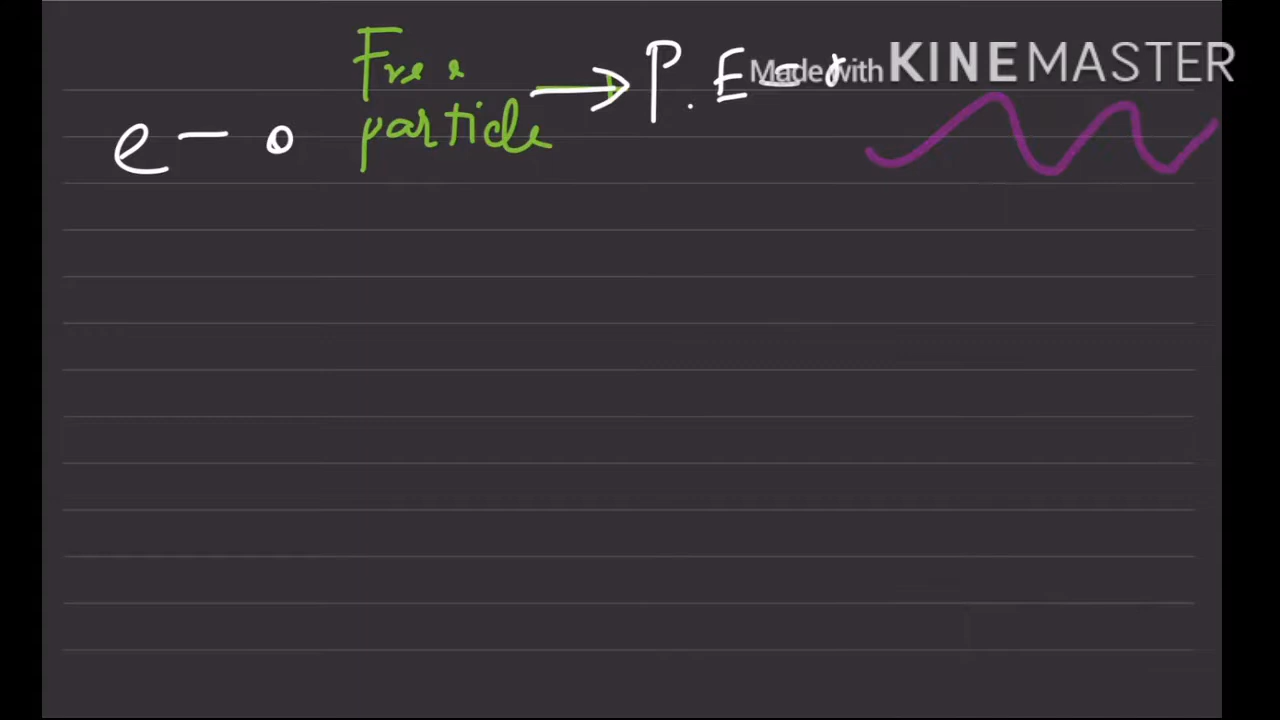 Free → P.E =
e - o particle
Made with KINEMASTER